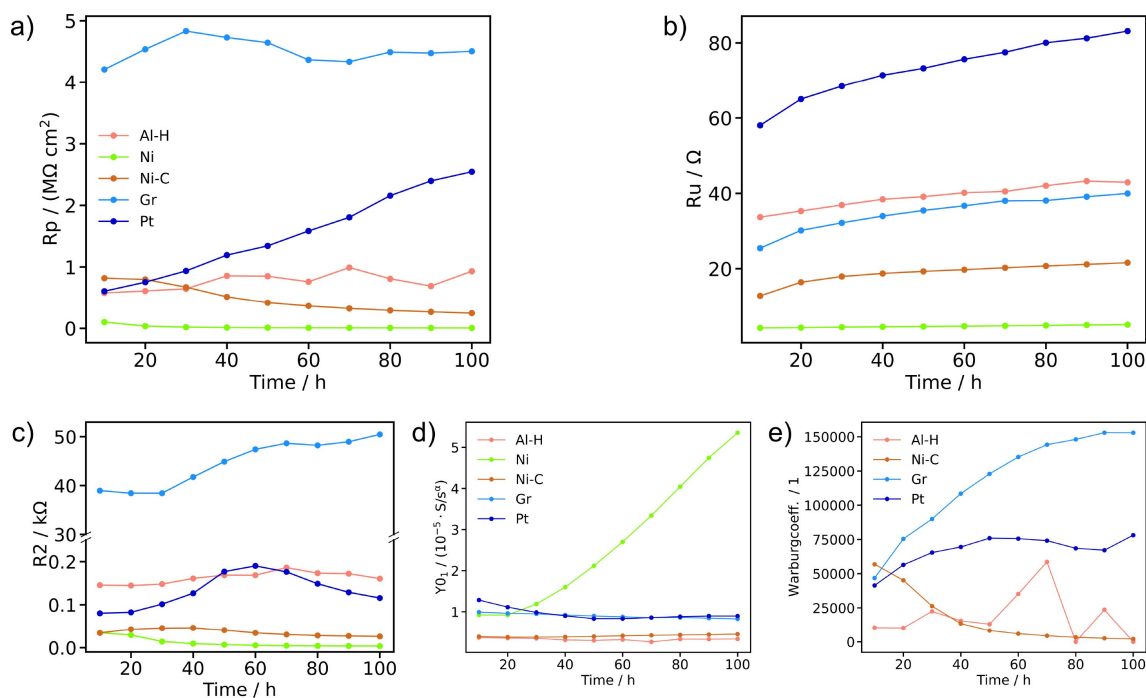 a)
Rp / (MΩ cm²)
5
4
3
2
1
0
Al-H
Ni
Ni-C
Gr
Pt
20 40 60 80 100
Time / h
b)
Ru / Ω
80
60
40
20
20 40 60 80 100
Time / h
c)
R2 / kΩ
50
40
30
0.2
0.1
0.0
20 40 60 80 100
Time / h
d)
Y0₁ / (10⁻⁵ · S/sᵅ)
5
4
3
2
1
Al-H
Ni
Ni-C
Gr
Pt
20 40 60 80 100
Time / h
e)
Warburgcoeff. / 1
150000
125000
100000
75000
50000
25000
0
Al-H
Ni-C
Gr
Pt
20 40 60 80 100
Time / h